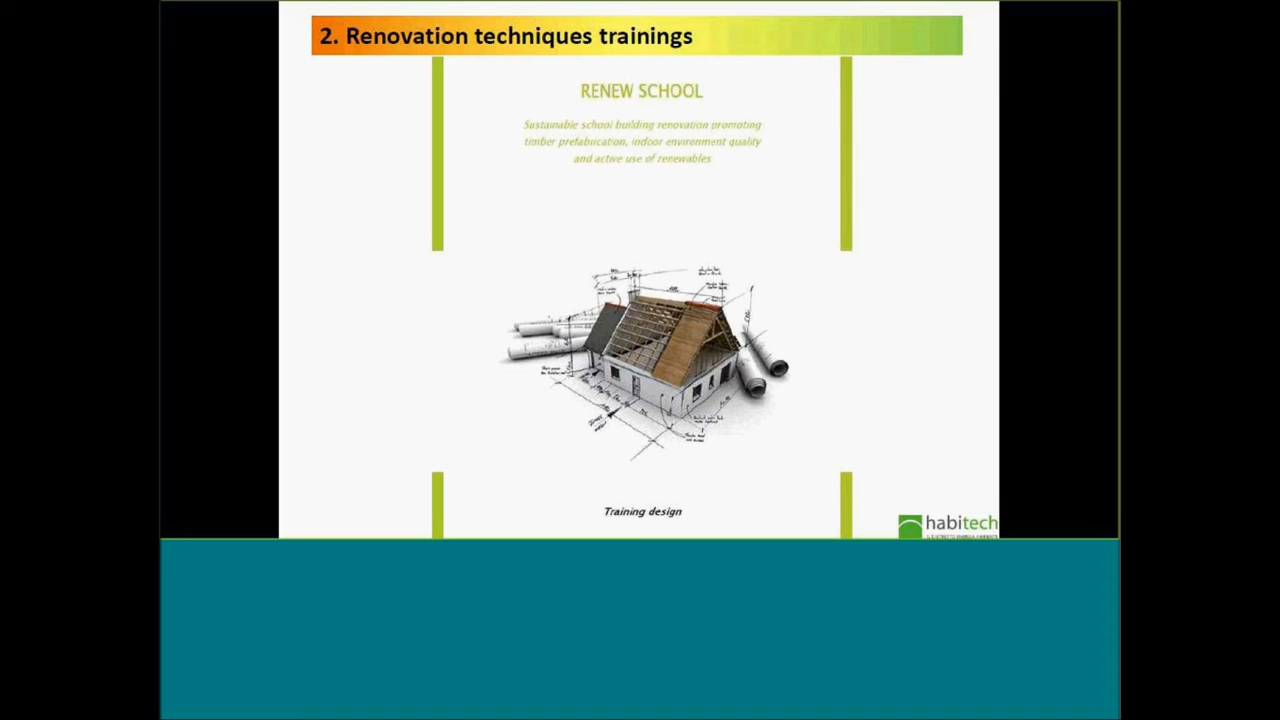 2. Renovation techniques trainings
RENEW SCHOOL
Sustainable school building renovation promoting
timber prefabrication, indoor environment quality
and active use of renewables
Training design
habitech